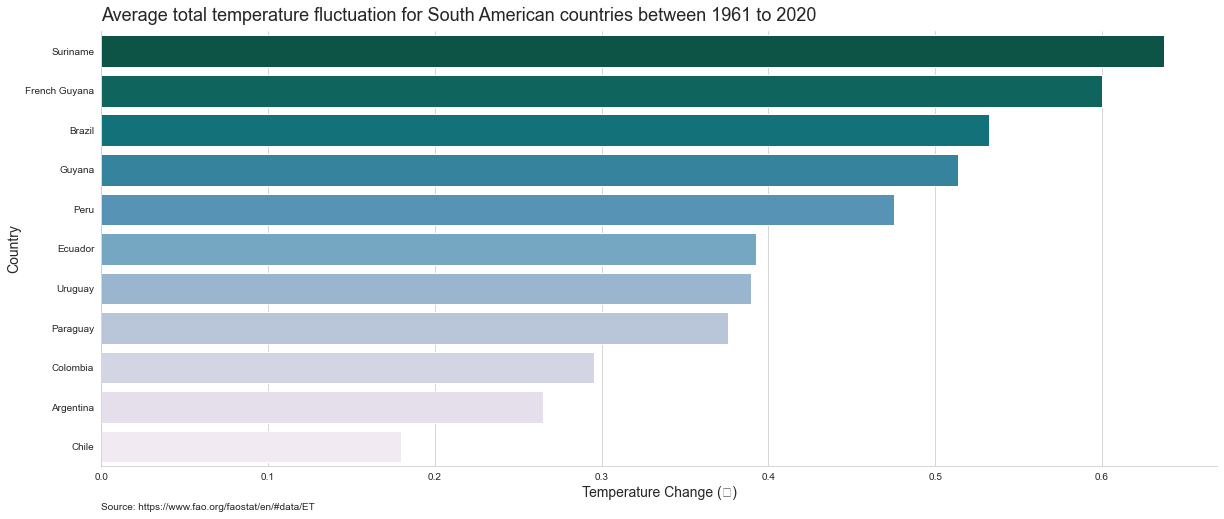 Average total temperature fluctuation for South American countries between 1961 to 2020
Country
Suriname
French Guyana
Brazil
Guyana
Peru
Ecuador
Uruguay
Paraguay
Colombia
Argentina
Chile
0.0 0.1 0.2 0.3 0.4 0.5 0.6
Temperature Change (▯)
Source: https://www.fao.org/faostat/en/#data/ET